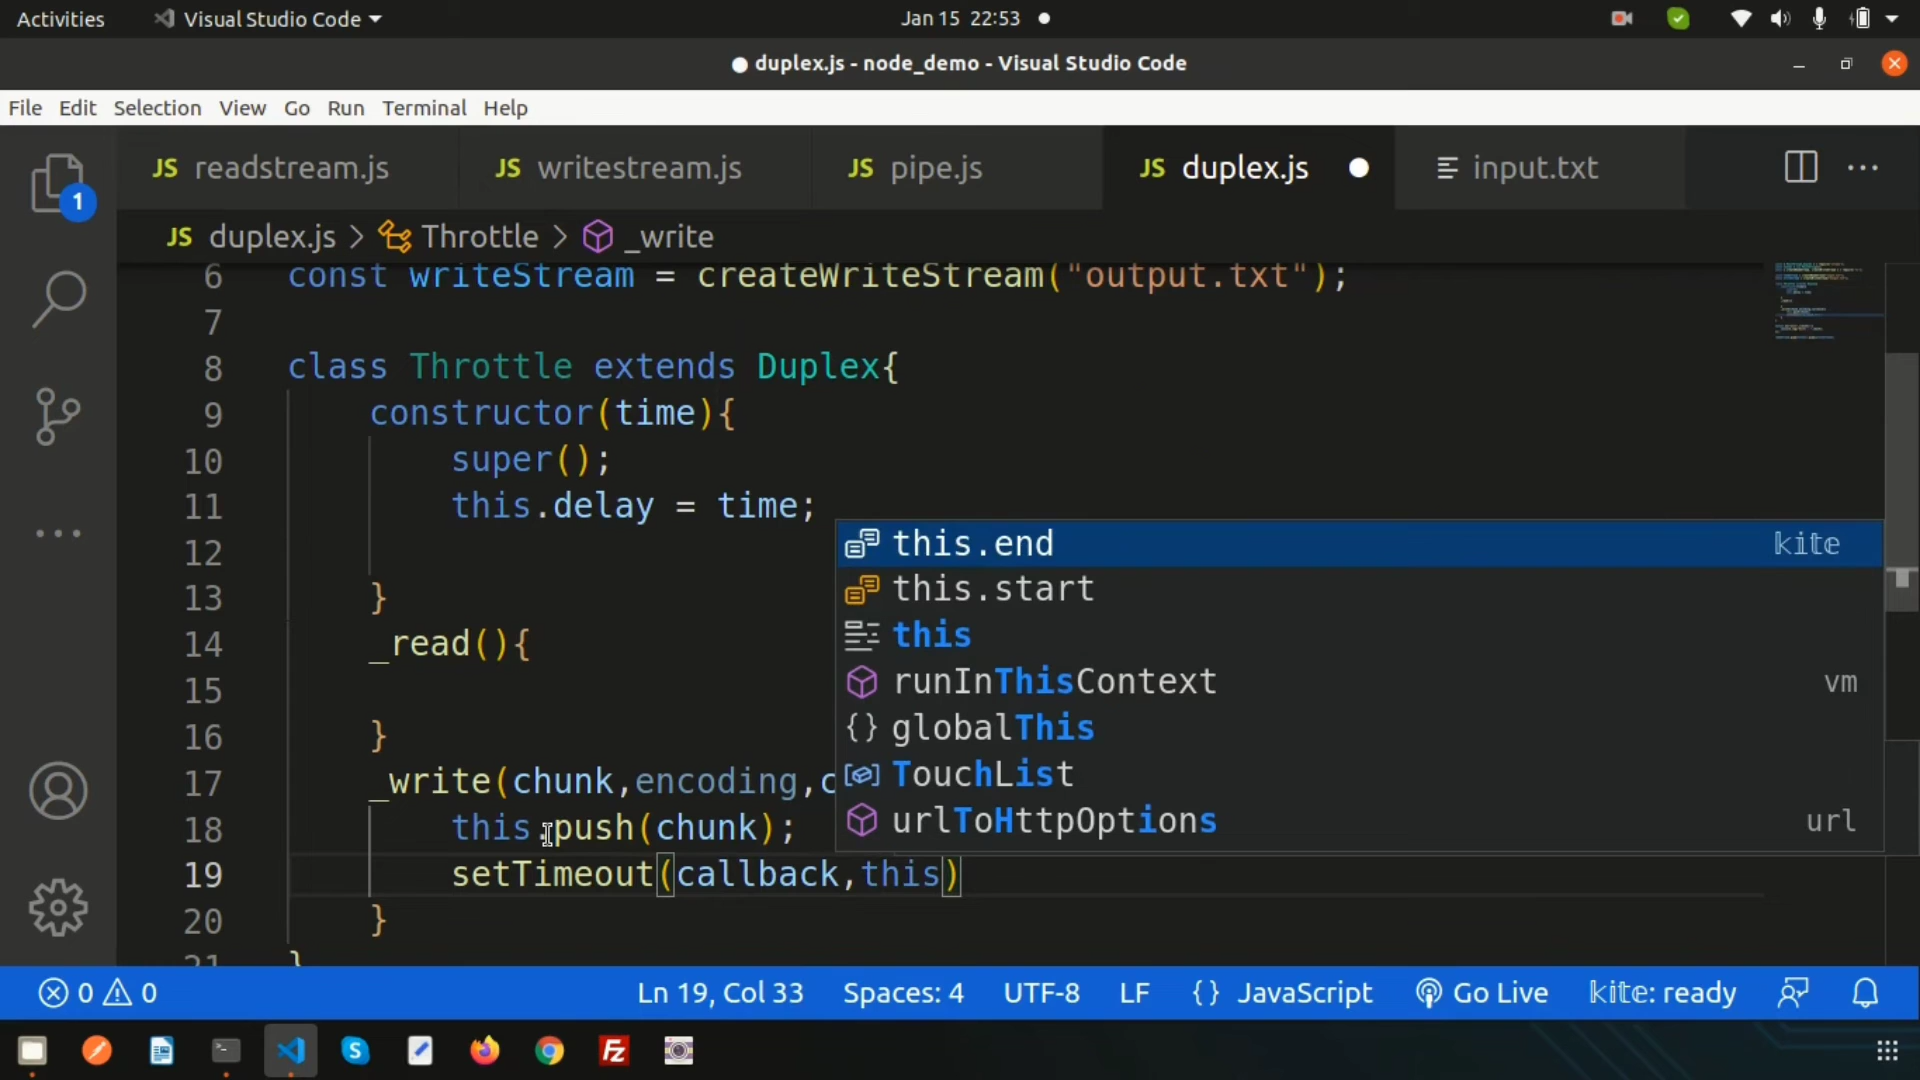 Activities
Visual Studio Code
Jan 15 22:53
duplex.js - node_demo - Visual Studio Code
File Edit Selection View Go Run Terminal Help
1
JS readstream.js
JS writestream.js
JS pipe.js
JS duplex.js
input.txt
JS duplex.js > Throttle > _write
6 const writeStream = createWriteStream("output.txt");
7
8 class Throttle extends Duplex{
9 constructor(time){
10 super();
11 this.delay = time;
12
13 }
14 _read(){
15
16 }
17 _write(chunk,encoding,c
18 this.push(chunk);
19 setTimeout(callback,this)
20 }
21 }
this.end kite
this.start
this
runInThisContext vm
globalThis
TouchList
urlToHttpOptions url
0 0
Ln 19, Col 33
Spaces: 4
UTF-8
LF
{} JavaScript
Go Live
kite: ready